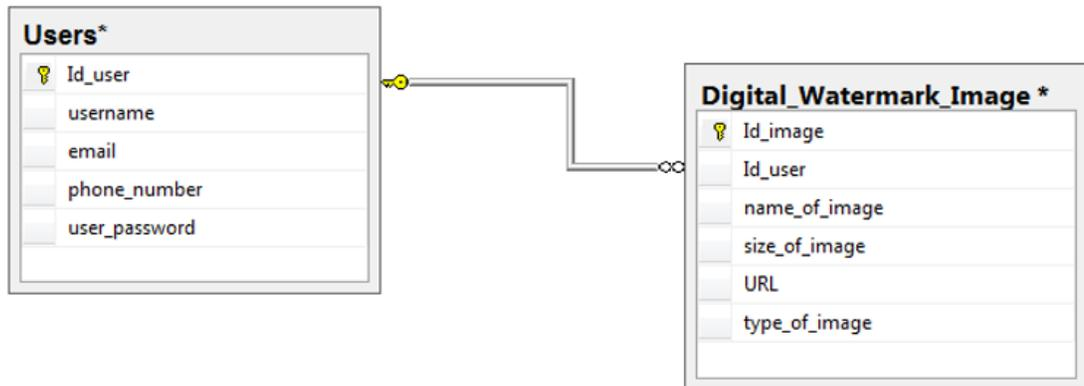 Users*
Id_user
username
email
phone_number
user_password
Digital_Watermark_Image *
Id_image
Id_user
name_of_image
size_of_image
URL
type_of_image